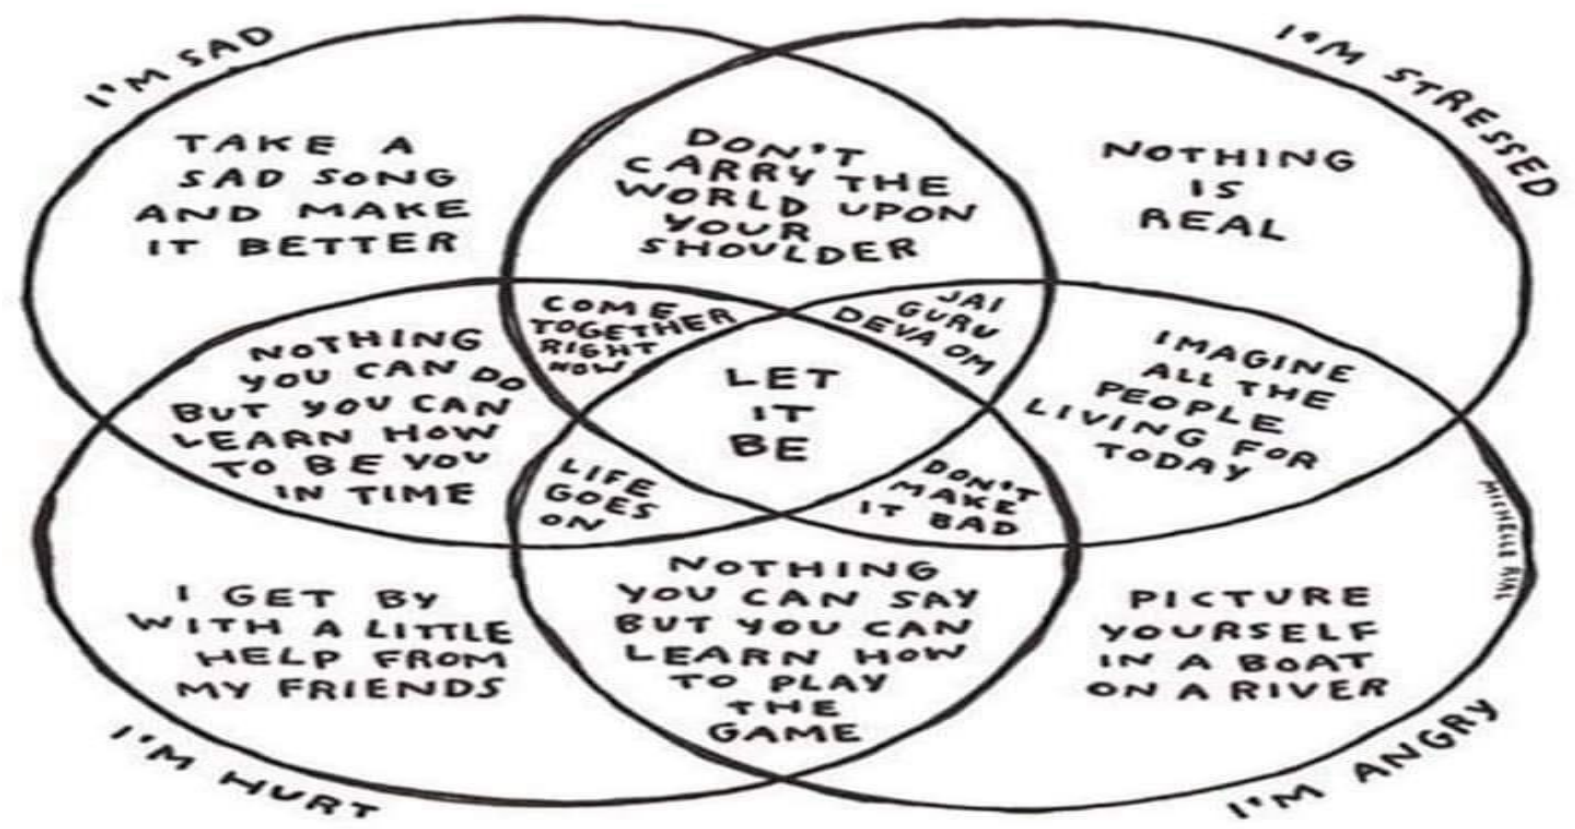 I'M SAD
I'M STRESSED
TAKE A
SAD SONG
AND MAKE
IT BETTER
DON'T
CARRY THE
WORLD UPON
YOUR
SHOULDER
NOTHING
IS
REAL
COME
TOGETHER
RIGHT
NOW
JAI
GURU
DEVA OM
NOTHING
YOU CAN DO
BUT YOU CAN
LEARN HOW
TO BE YOU
IN TIME
LET
IT
BE
IMAGINE
ALL THE
PEOPLE
LIVING FOR
TODAY
LIFE
GOES
ON
DON'T
MAKE
IT BAD
I GET BY
WITH A LITTLE
HELP FROM
MY FRIENDS
NOTHING
YOU CAN SAY
BUT YOU CAN
LEARN HOW
TO PLAY
THE
GAME
PICTURE
YOURSELF
IN A BOAT
ON A RIVER
MICHELLE RIAL
I'M HURT
I'M ANGRY